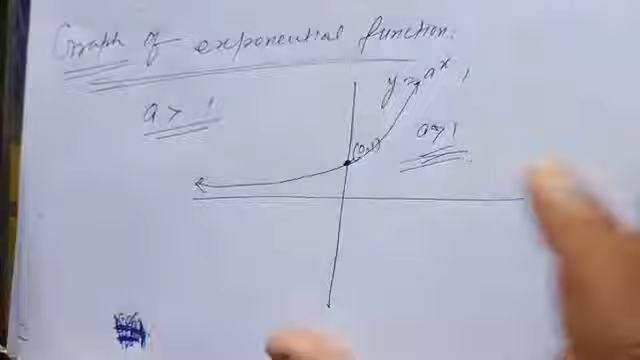 Graph of exponential function.
y = a^x,
a > 1
a > 1
(0,1)